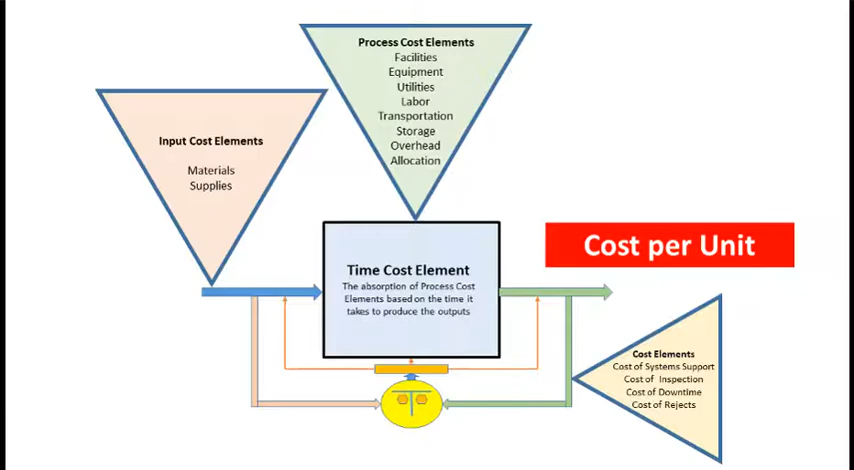 Process Cost Elements
Facilities
Equipment
Utilities
Labor
Transportation
Storage
Overhead
Allocation
Input Cost Elements
Materials
Supplies
Cost per Unit
Time Cost Element
The absorption of Process Cost
Elements based on the time it
takes to produce the outputs
Cost Elements
Cost of Systems Support
Cost of Inspection
Cost of Downtime
Cost of Rejects